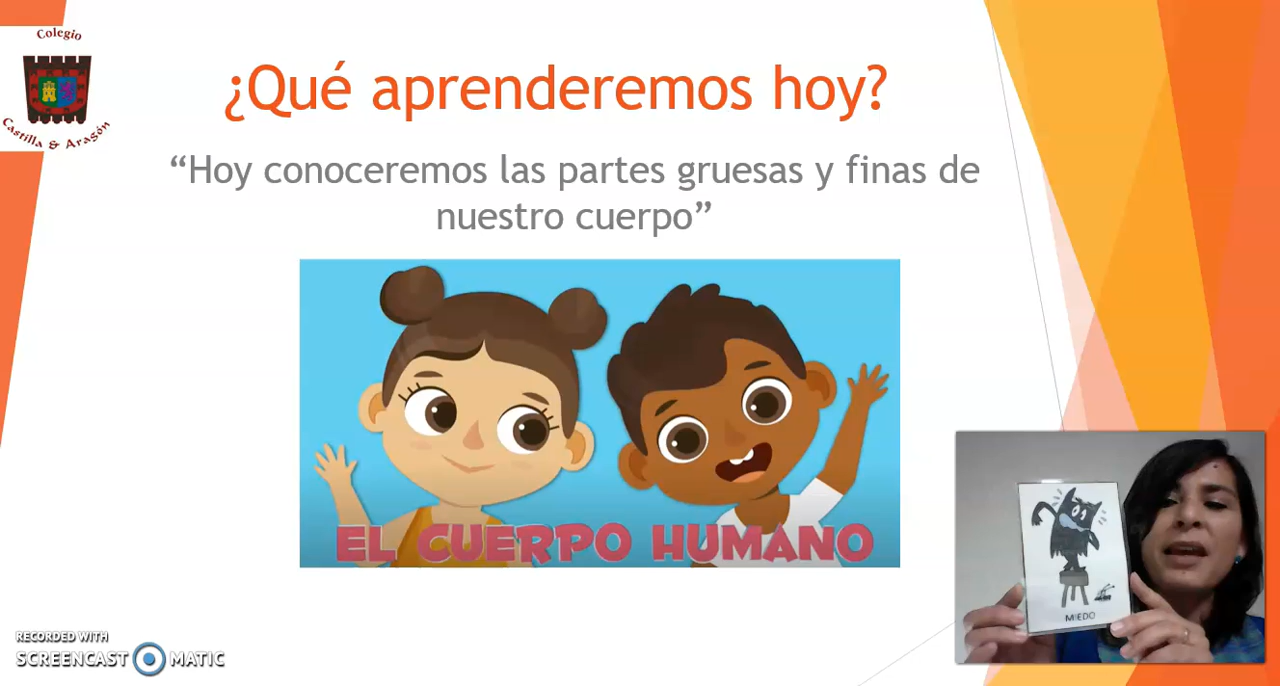 Colegio
Castilla & Aragón
¿Qué aprenderemos hoy?
“Hoy conoceremos las partes gruesas y finas de
nuestro cuerpo”
EL CUERPO HUMANO
MIEDO
RECORDED WITH
SCREENCAST MATIC